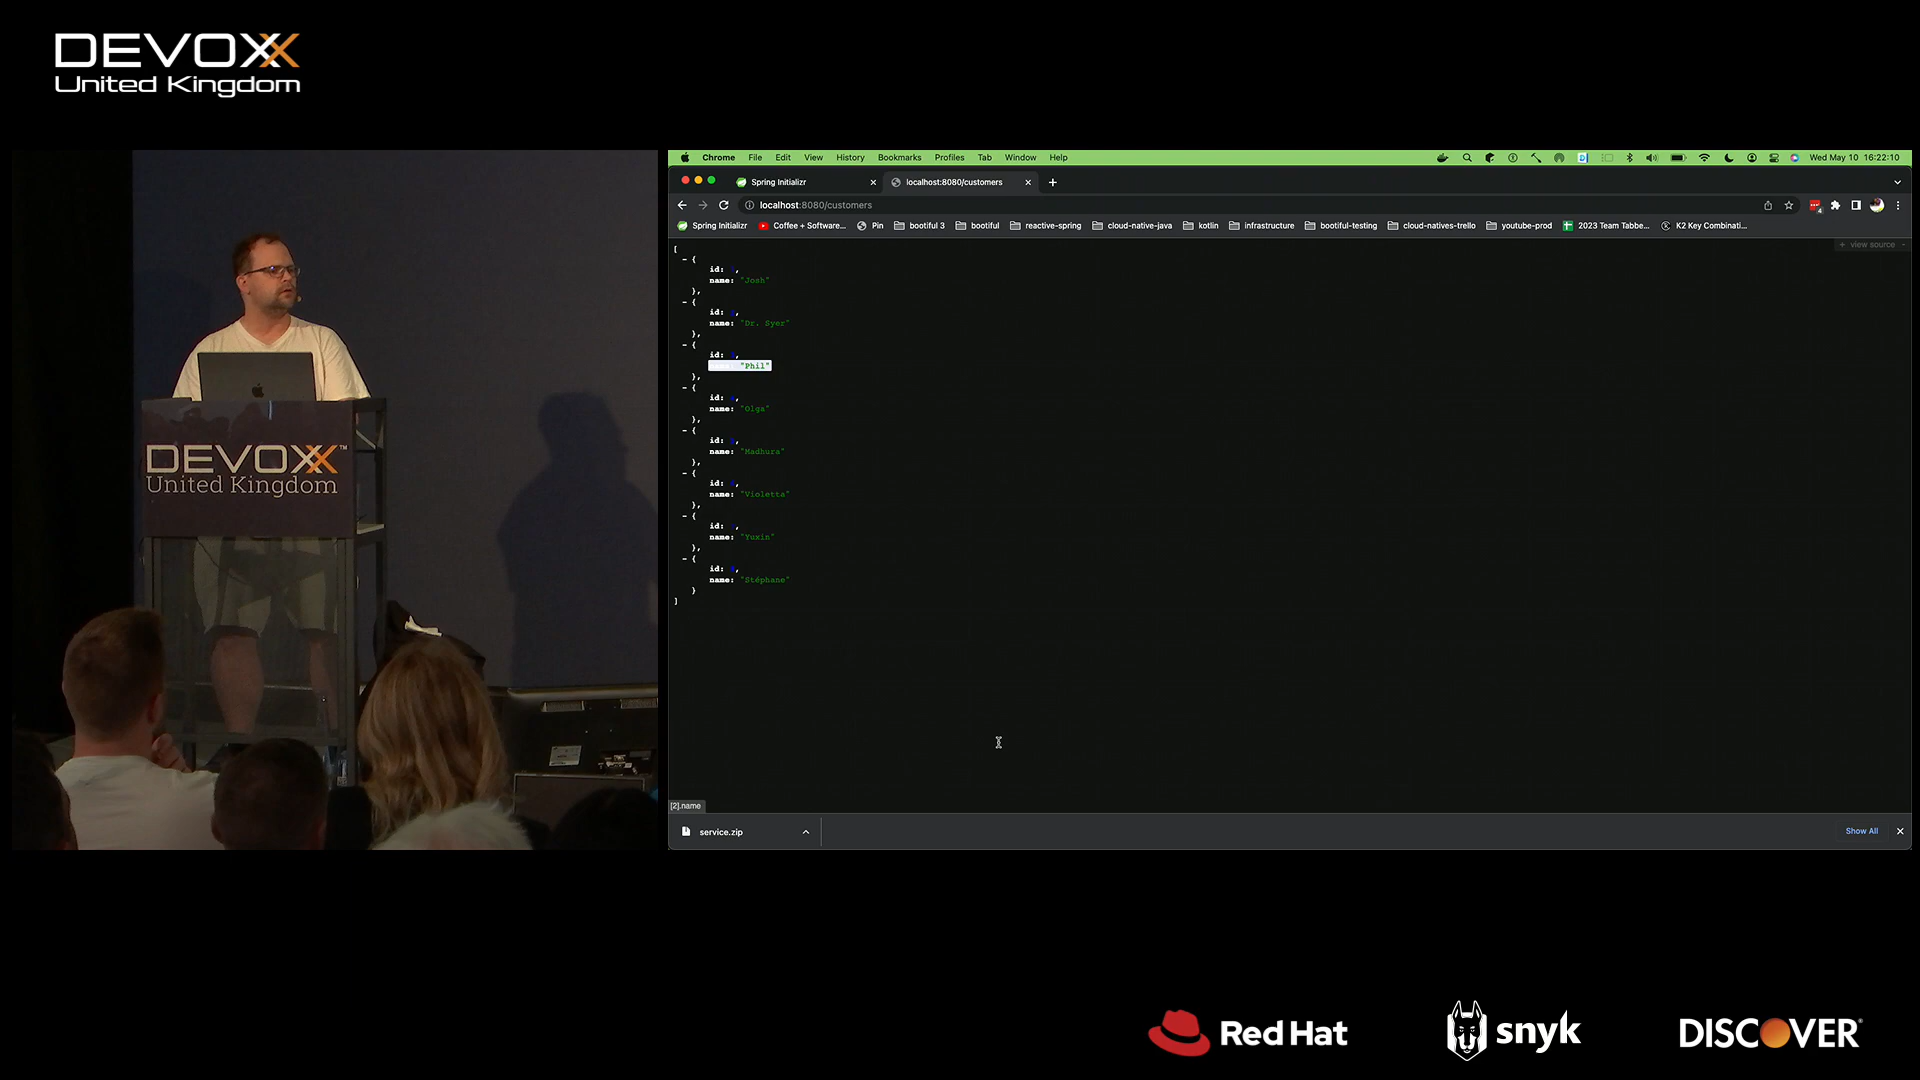 DEVOXX
United Kingdom
DEVOXX™
United Kingdom
Chrome File Edit View History Bookmarks Profiles Tab Window Help Wed May 10 16:22:10
Spring Initializr localhost:8080/customers
localhost:8080/customers
Spring Initializr Coffee + Software... Pin bootiful 3 bootiful reactive-spring cloud-native-java kotlin infrastructure bootiful-testing cloud-natives-trello youtube-prod 2023 Team Tabbe... K2 Key Combinati...
+ view source -
[
- {
id: ,
name: "Josh"
},
- {
id: ,
name: "Dr. Syer"
},
- {
id: ,
"Phil"
},
- {
id: ,
name: "Olga"
},
- {
id: ,
name: "Madhura"
},
- {
id: ,
name: "Violetta"
},
- {
id: ,
name: "Yuxin"
},
- {
id: ,
name: "Stéphane"
}
]
[2].name
service.zip Show All
Red Hat snyk DISCOVER